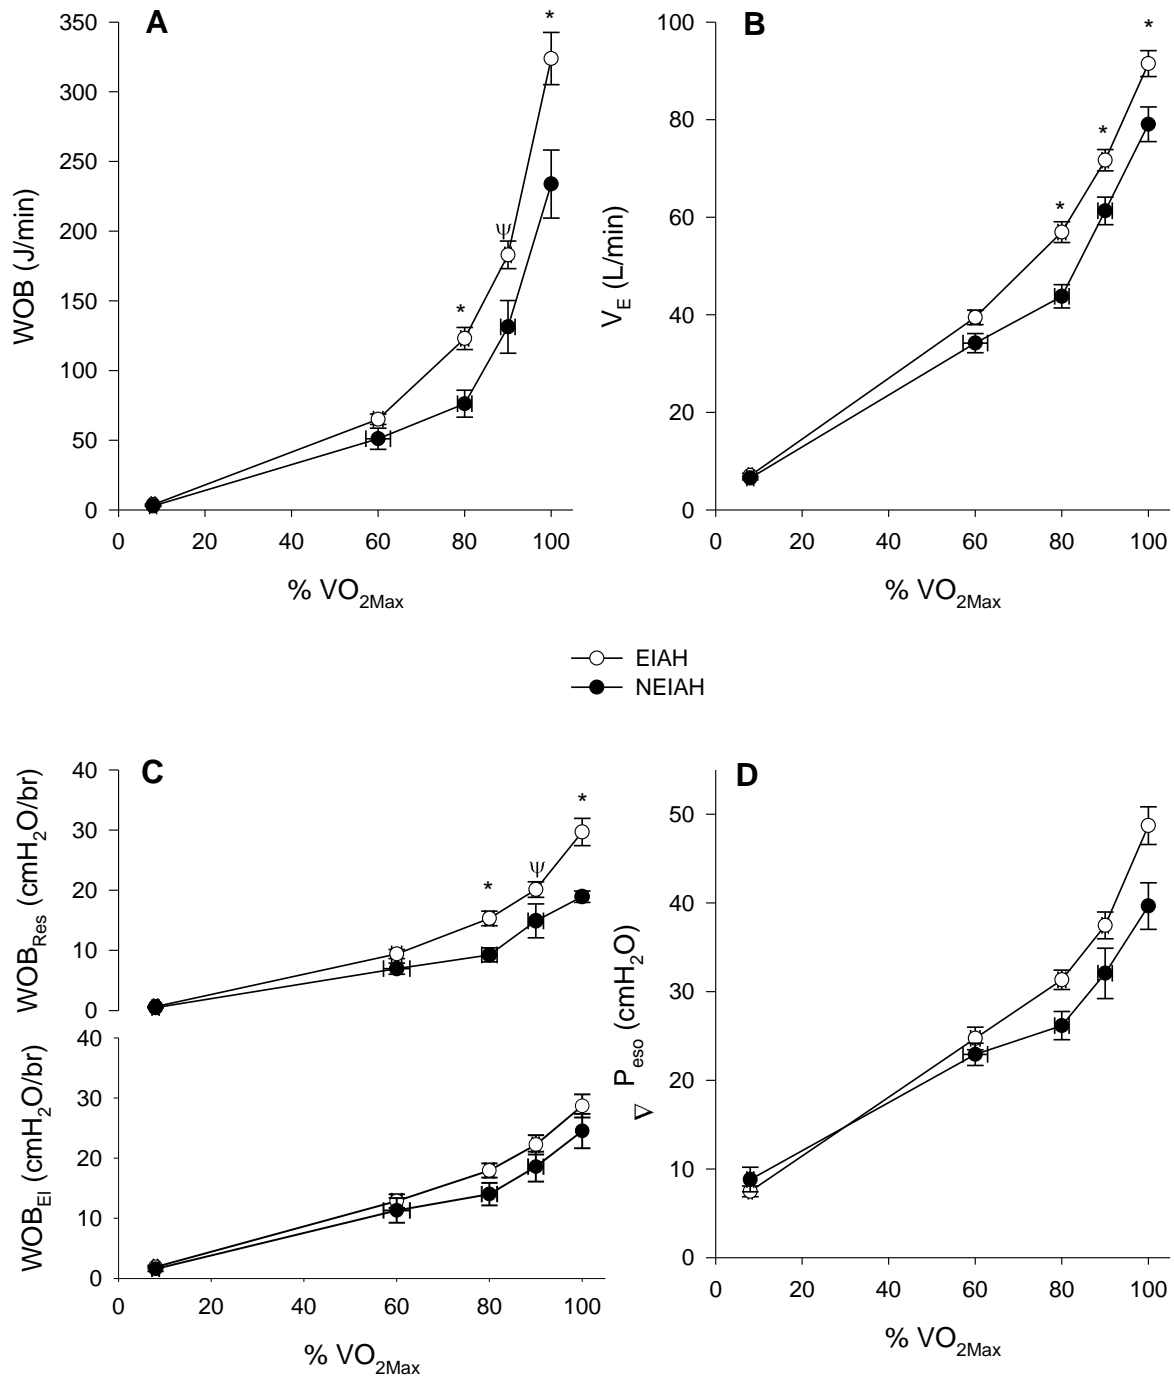 A
*
350
300
250
200
150
100
50
0
WOB (J/min)
*
ψ
0 20 40 60 80 100
% VO2Max
B
*
100
80
60
40
20
0
VE (L/min)
*
*
0 20 40 60 80 100
% VO2Max
EIAH
NEIAH
C
40
30
20
10
0
WOBRes (cmH2O/br)
*
ψ
*
40
30
20
10
0
WOBEl (cmH2O/br)
0 20 40 60 80 100
% VO2Max
D
50
40
30
20
10
0
∇ Peso (cmH2O)
0 20 40 60 80 100
% VO2Max